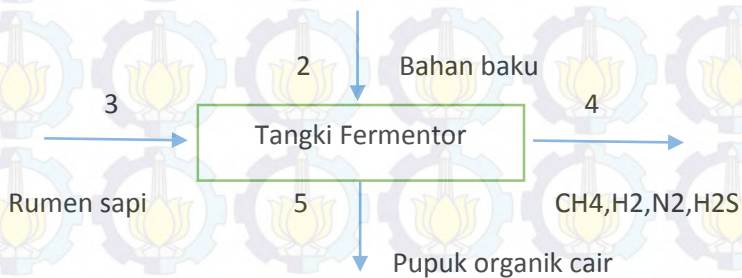 2 Bahan baku
3 4
Tangki Fermentor
Rumen sapi 5 CH4,H2,N2,H2S
Pupuk organik cair